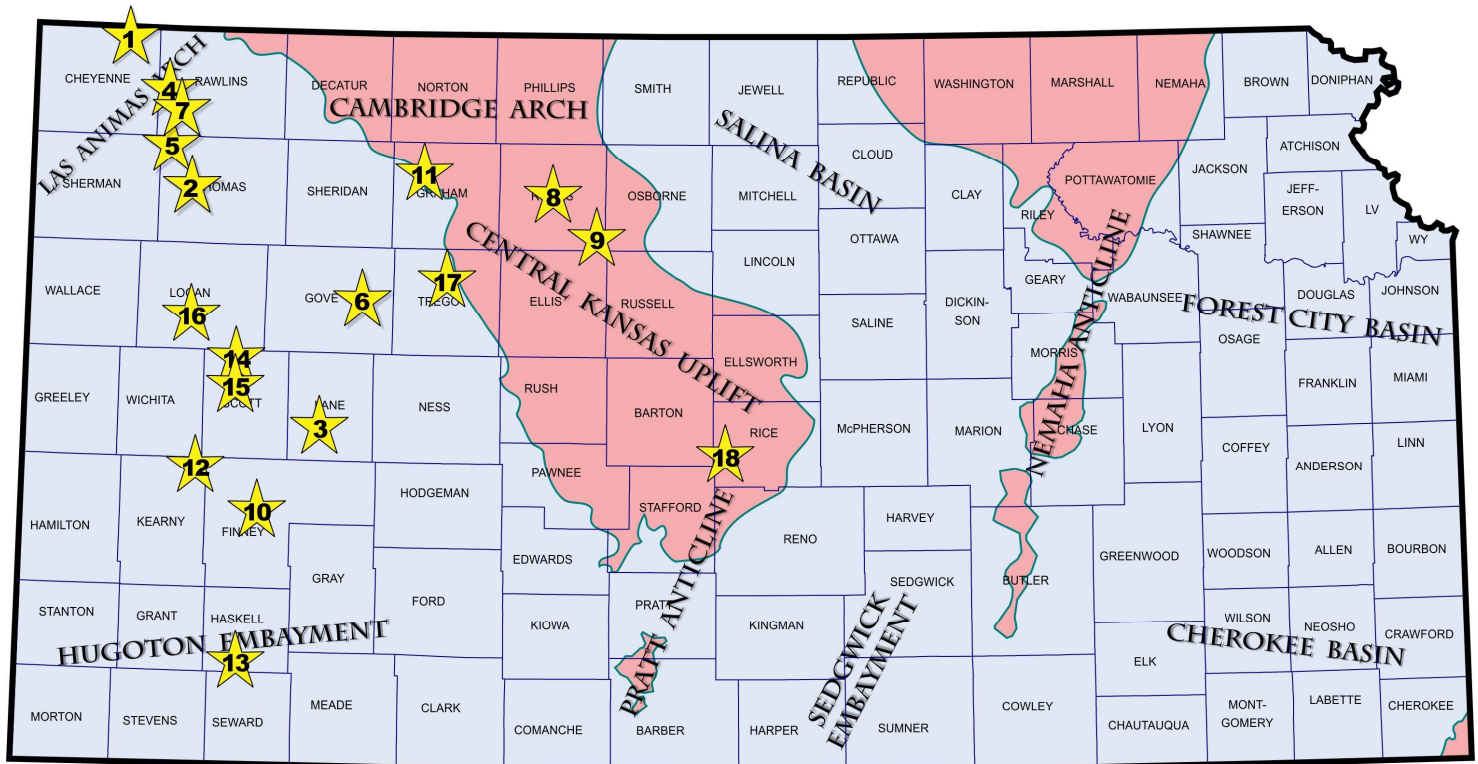 1
CHEYENNE
RAWLINS
DECATUR
NORTON
PHILLIPS
SMITH
JEWELL
REPUBLIC
WASHINGTON
MARSHALL
NEMAHA
BROWN
DONIPHAN
4
7
LAS ANIMAS ARCH
CAMBRIDGE ARCH
SALINA BASIN
CLOUD
ATCHISON
5
SHERMAN
2
THOMAS
SHERIDAN
11
GRAHAM
8
OSBORNE
MITCHELL
CLAY
RILEY
POTTAWATOMIE
JACKSON
JEFF-
ERSON
LV
9
OTTAWA
SHAWNEE
WY
CENTRAL KANSAS UPLIFT
LINCOLN
WALLACE
LOGAN
16
GOVE
6
17
TREGO
ELLIS
RUSSELL
SALINE
DICKIN-
SON
GEARY
WABAUNSEE
DOUGLAS
JOHNSON
FOREST CITY BASIN
NEMAHA ANTICLINE
14
15
SCOTT
ELLSWORTH
MORRIS
OSAGE
GREELEY
WICHITA
LANE
3
NESS
RUSH
BARTON
RICE
18
McPHERSON
MARION
CHASE
LYON
FRANKLIN
MIAMI
COFFEY
ANDERSON
LINN
12
10
HAMILTON
KEARNY
FINNEY
HODGEMAN
PAWNEE
STAFFORD
RENO
HARVEY
EDWARDS
PRATT ANTICLINE
GREENWOOD
WOODSON
ALLEN
BOURBON
GRAY
FORD
SEDGWICK
BUTLER
STANTON
GRANT
HASKELL
KIOWA
PRATT
KINGMAN
WILSON
NEOSHO
CRAWFORD
HUGOTON EMBAYMENT
13
SEDGWICK
EMBAYMENT
CHEROKEE BASIN
ELK
MORTON
STEVENS
SEWARD
MEADE
CLARK
COMANCHE
BARBER
HARPER
SUMNER
COWLEY
CHAUTAUQUA
MONT-
GOMERY
LABETTE
CHEROKEE